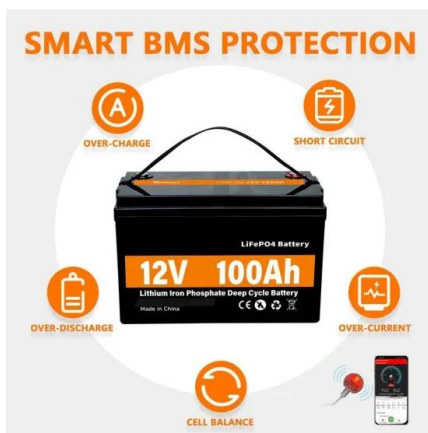 SMART BMS PROTECTION
A
OVER-CHARGE
SHORT CIRCUIT
LiFePO4 Battery
12V 100Ah
Lithium Iron Phosphate Deep Cycle Battery
Made in China
CE
OVER-DISCHARGE
OVER-CURRENT
CELL BALANCE